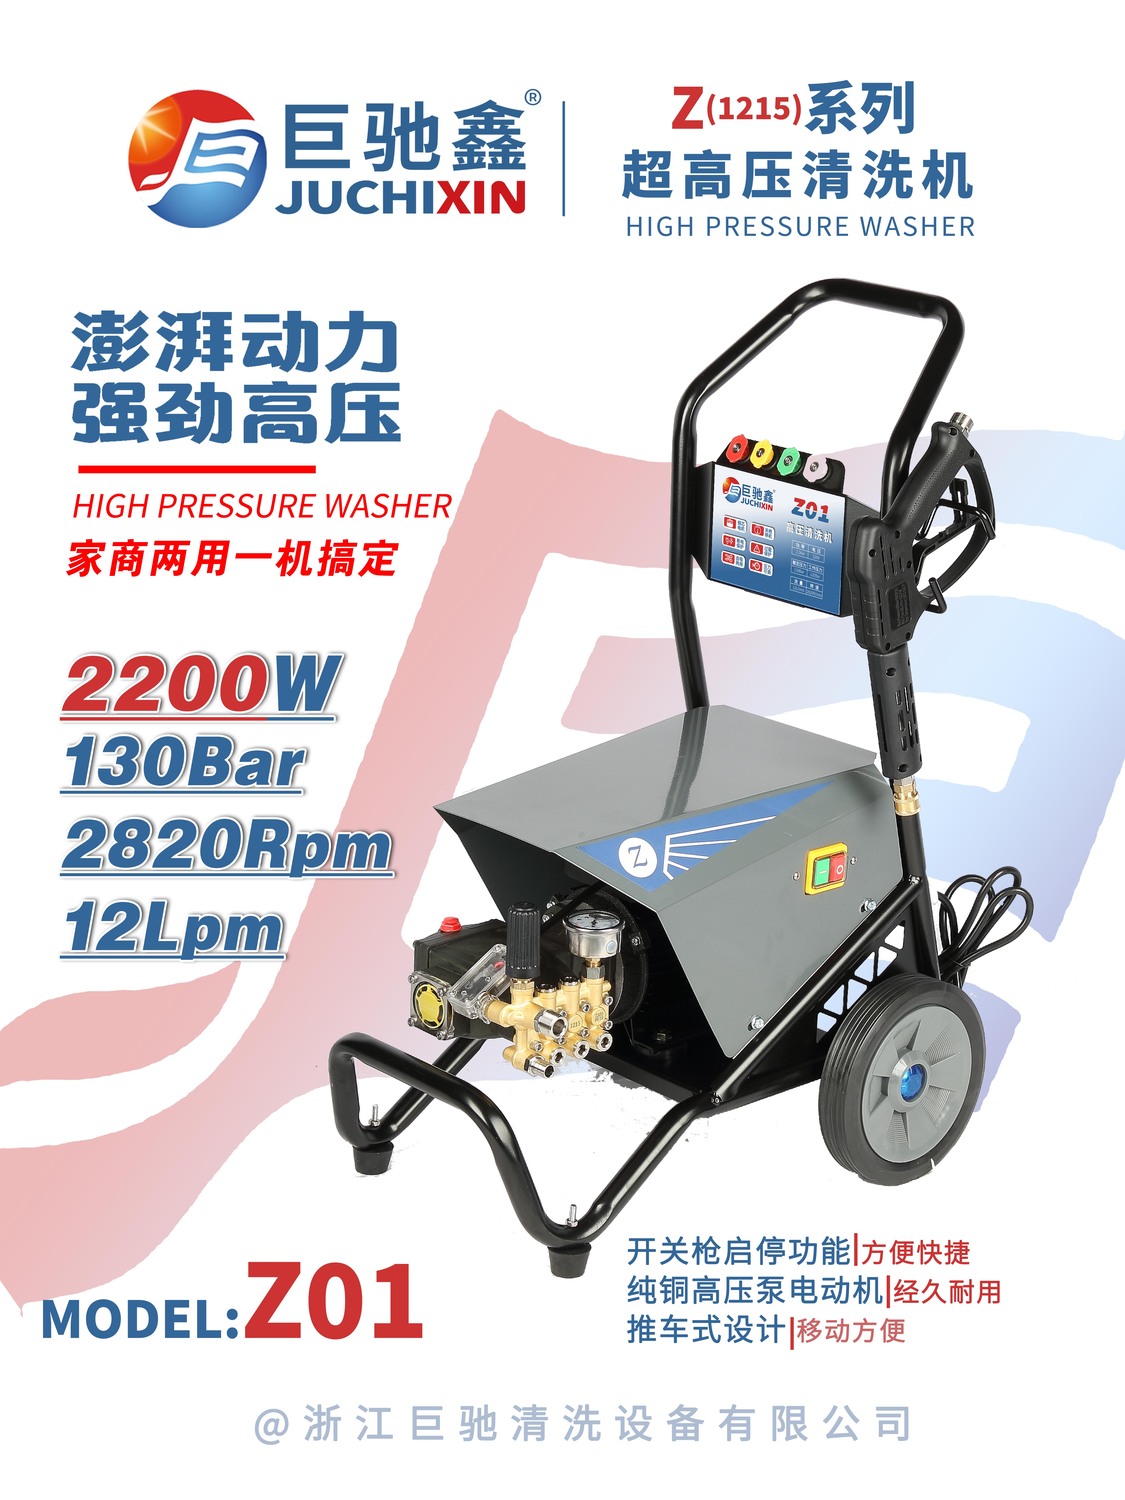 巨驰鑫®
JUCHIXIN
Z(1215)系列
超高压清洗机
HIGH PRESSURE WASHER
澎湃动力
强劲高压
HIGH PRESSURE WASHER
家商两用一机搞定
2200W
130Bar
2820Rpm
12Lpm
巨驰鑫
JUCHIXIN
Z01
高压清洗机
Z
MODEL:Z01
开关枪启停功能|方便快捷
纯铜高压泵电动机|经久耐用
推车式设计|移动方便
@浙江巨驰清洗设备有限公司